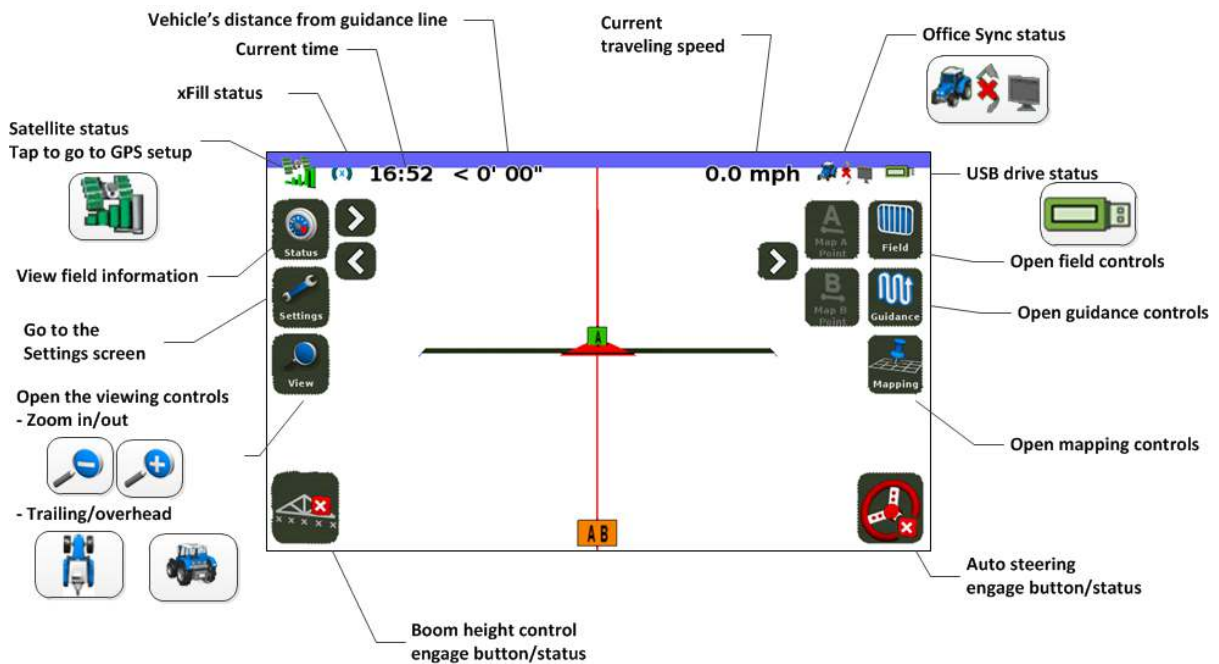 Vehicle's distance from guidance line
Current time
xFill status
Satellite status
Tap to go to GPS setup
Current
traveling speed
Office Sync status
16:52 < 0' 00"
0.0 mph
USB drive status
Status
A
Map A
Point
Field
View field information
Open field controls
Settings
B
Map B
Point
Guidance
Open guidance controls
Go to the
Settings screen
A
View
Mapping
Open the viewing controls
- Zoom in/out
Open mapping controls
- Trailing/overhead
A B
Auto steering
engage button/status
Boom height control
engage button/status